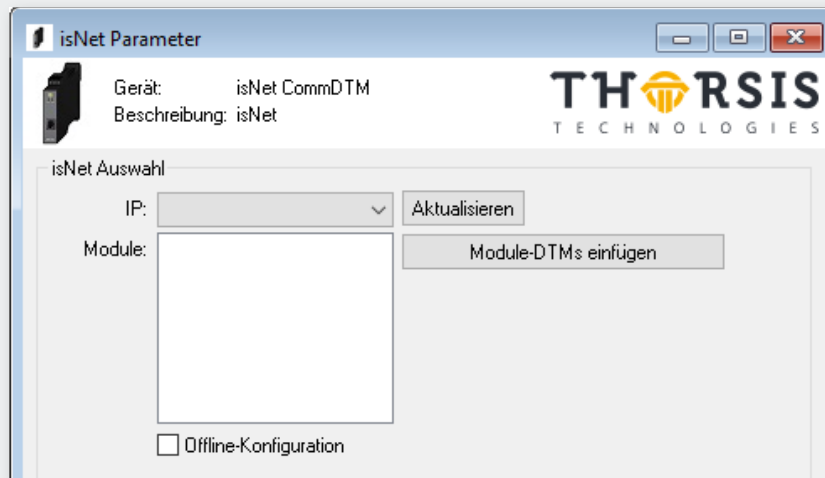 isNet Parameter
Gerät: isNet CommDTM
Beschreibung: isNet
THORSIS
TECHNOLOGIES
isNet Auswahl
IP: Aktualisieren
Module: Module-DTMs einfügen
Offline-Konfiguration